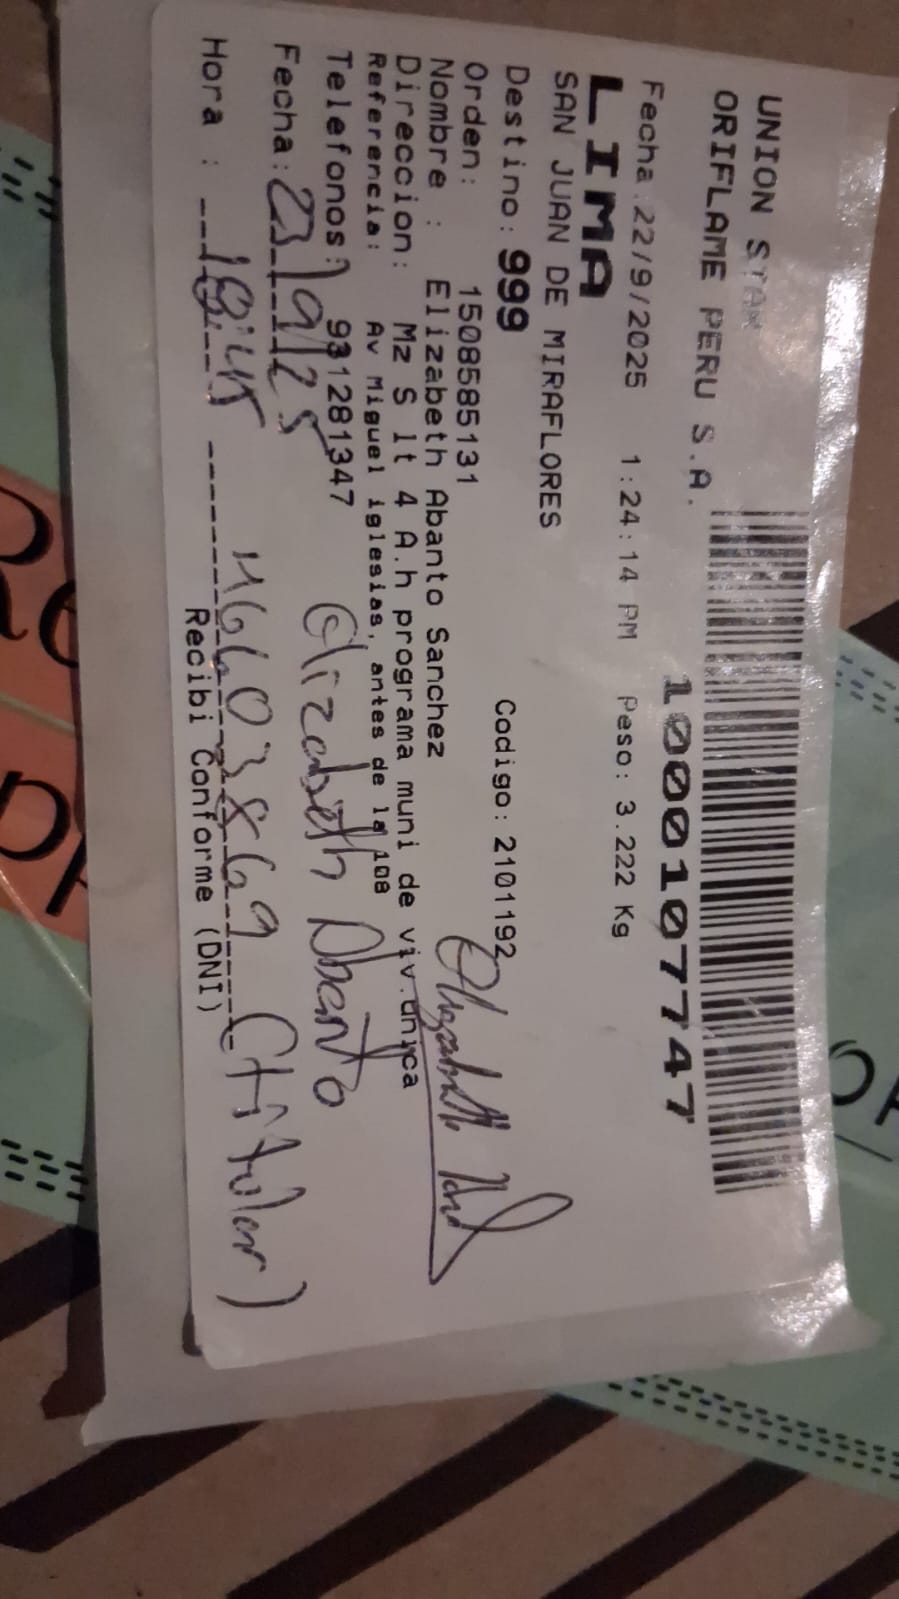 UNION STAR
ORIFLAME PERU S.A.
10001077747
Fecha 22/9/2025 1:24:14 PM Peso: 3.222 Kg
LIMA
SAN JUAN DE MIRAFLORES
Destino: 999 Codigo: 2101192
Orden: 150858513​1
Nombre : Elizabeth Abanto Sanchez
Direccion: Mz S lt 4 A.h programa muni de viv.unica
Referencia: Av Miguel iglesias, antes de la 108
Telefonos: 931281347
Elizabeth Abanto
Fecha: 23/9/25
Hora : 18:45 (titular)
Recibi Conforme (DNI)